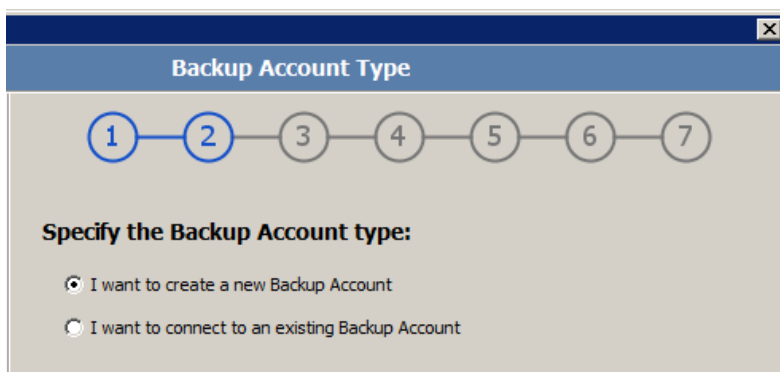 Backup Account Type
1 2 3 4 5 6 7
Specify the Backup Account type:
I want to create a new Backup Account
I want to connect to an existing Backup Account